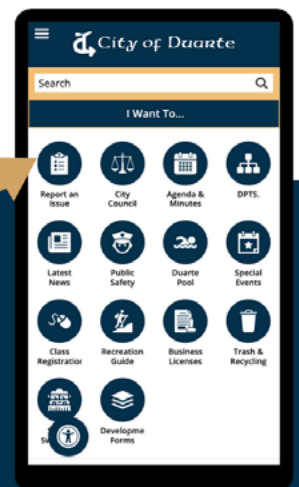 City of Duarte
Search
I Want To...
Report an
Issue
City
Council
Agenda &
Minutes
DPTS.
Latest
News
Public
Safety
Duarte
Pool
Special
Events
Class
Registration
Recreation
Guide
Business
Licenses
Trash &
Recycling
Developme
Forms